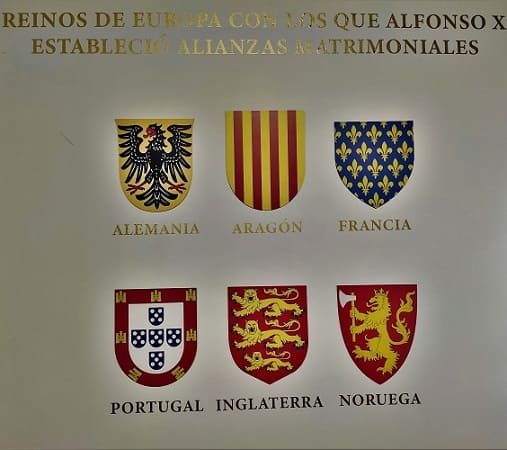 REINOS DE EUROPA CON LOS QUE ALFONSO X
ESTABLECIÓ ALIANZAS MATRIMONIALES
ALEMANIA ARAGÓN FRANCIA
PORTUGAL INGLATERRA NORUEGA